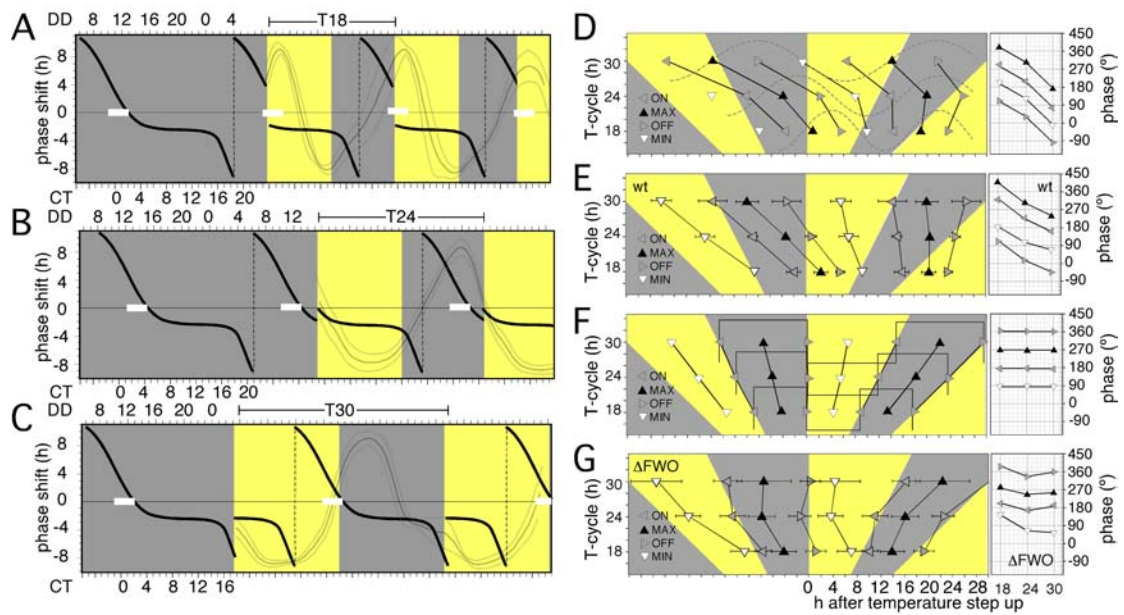 A
DD 8 12 16 20 0 4 T18
phase shift (h)
8
4
0
-4
-8
CT 0 4 8 12 16 20
B
DD 8 12 16 20 0 4 8 12 T24
phase shift (h)
8
4
0
-4
-8
CT 0 4 8 12 16 20
C
DD 8 12 16 20 0 T30
phase shift (h)
8
4
0
-4
-8
CT 0 4 8 12 16
D
T-cycle (h)
30
24
18
ON
MAX
OFF
MIN
450
360
270
180
90
0
-90
phase (º)
E
wt
T-cycle (h)
30
24
18
ON
MAX
OFF
MIN
wt
450
360
270
180
90
0
-90
phase (º)
F
T-cycle (h)
30
24
18
ON
MAX
OFF
MIN
450
360
270
180
90
0
-90
phase (º)
G
ΔFWO
T-cycle (h)
30
24
18
ON
MAX
OFF
MIN
0 4 8 12 16 20 24 28
h after temperature step up
ΔFWO
450
360
270
180
90
0
-90
phase (º)
18 24 30